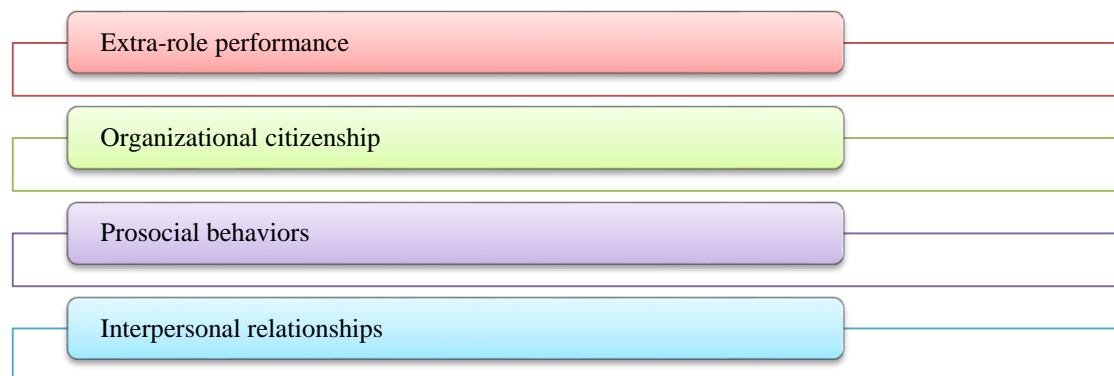 Extra-role performance
Organizational citizenship
Prosocial behaviors
Interpersonal relationships